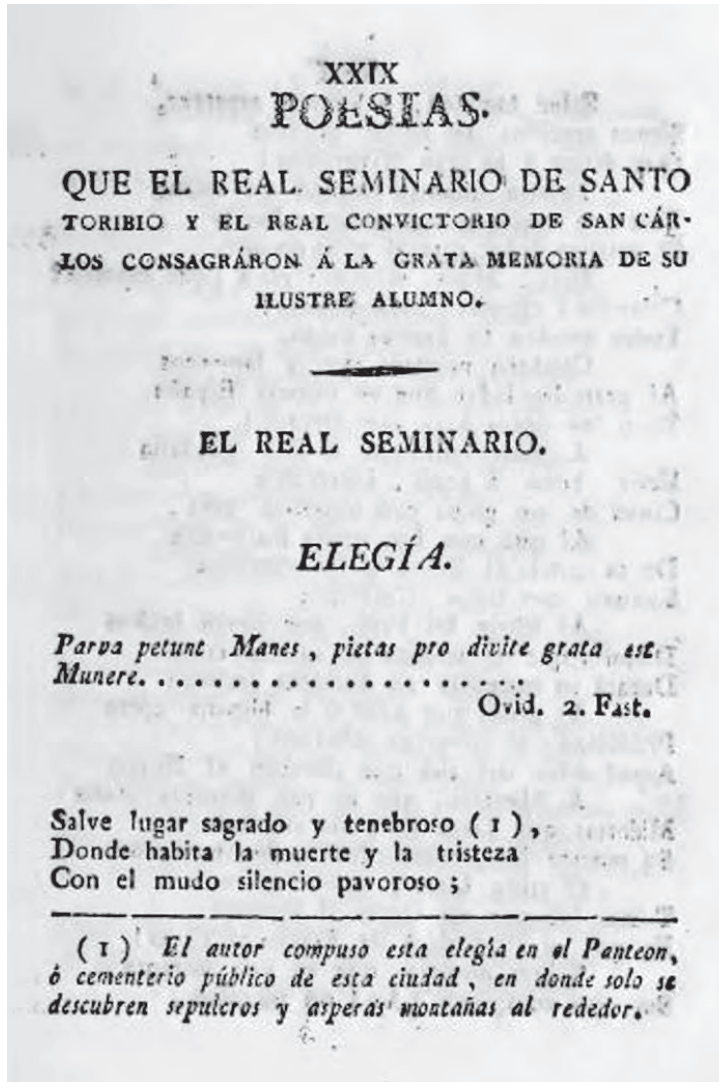 XXIX
POESIAS.
QUE EL REAL SEMINARIO DE SANTO
TORIBIO Y EL REAL CONVICTORIO DE SAN CÁR-
LOS CONSAGRÁRON Á LA GRATA MEMORIA DE SU
ILUSTRE ALUMNO.
EL REAL SEMINARIO.
ELEGÍA.
Parva petunt Manes, pietas pro divite grata est
Munere. . . . . . . . . . . . . . . . . . . . . .
Ovid. 2. Fast.
Salve lugar sagrado y tenebroso (1),
Donde habita la muerte y la tristeza
Con el mudo silencio pavoroso;
(1) El autor compuso esta elegía en el Panteon,
ó cementerio público de esta ciudad, en donde solo se
descubren sepulcros y asperas montañas al rededor.